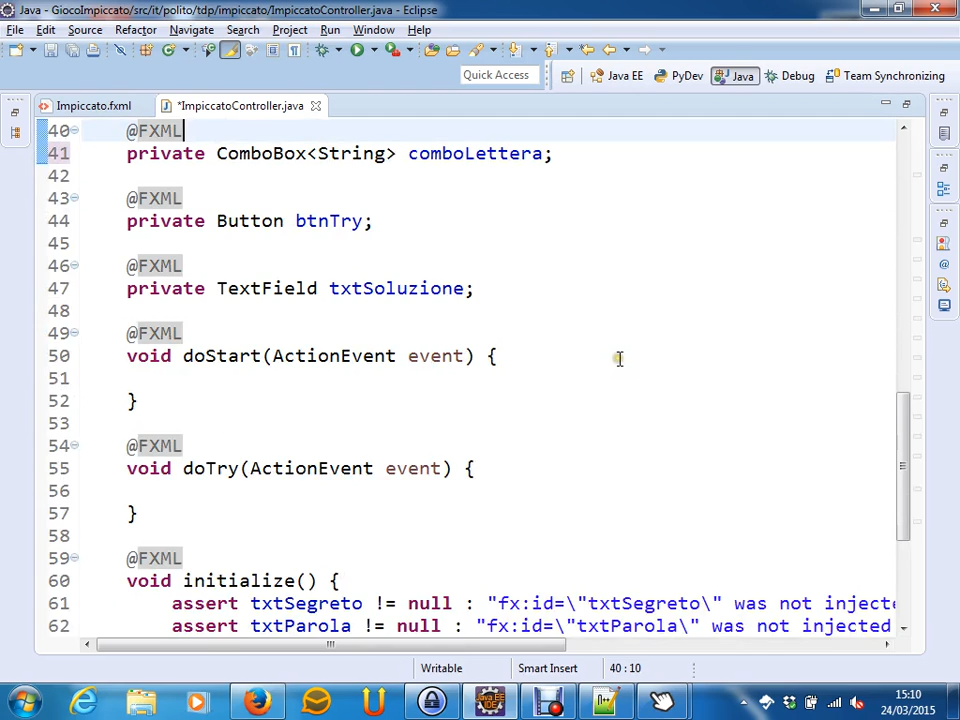 Java - GiocoImpiccato/src/it/polito/tdp/impiccato/ImpiccatoController.java - Eclipse
File Edit Source Refactor Navigate Search Project Run Window Help
Quick Access Java EE PyDev Java Debug Team Synchronizing
Impiccato.fxml *ImpiccatoController.java
40 @FXML
41 private ComboBox<String> comboLettera;
42
43 @FXML
44 private Button btnTry;
45
46 @FXML
47 private TextField txtSoluzione;
48
49 @FXML
50 void doStart(ActionEvent event) {
51
52 }
53
54 @FXML
55 void doTry(ActionEvent event) {
56
57 }
58
59 @FXML
60 void initialize() {
61 assert txtSegreto != null : "fx:id=\"txtSegreto\" was not injecte
62 assert txtParola != null : "fx:id=\"txtParola\" was not injected
Writable Smart Insert 40 : 10
15:10
24/03/2015